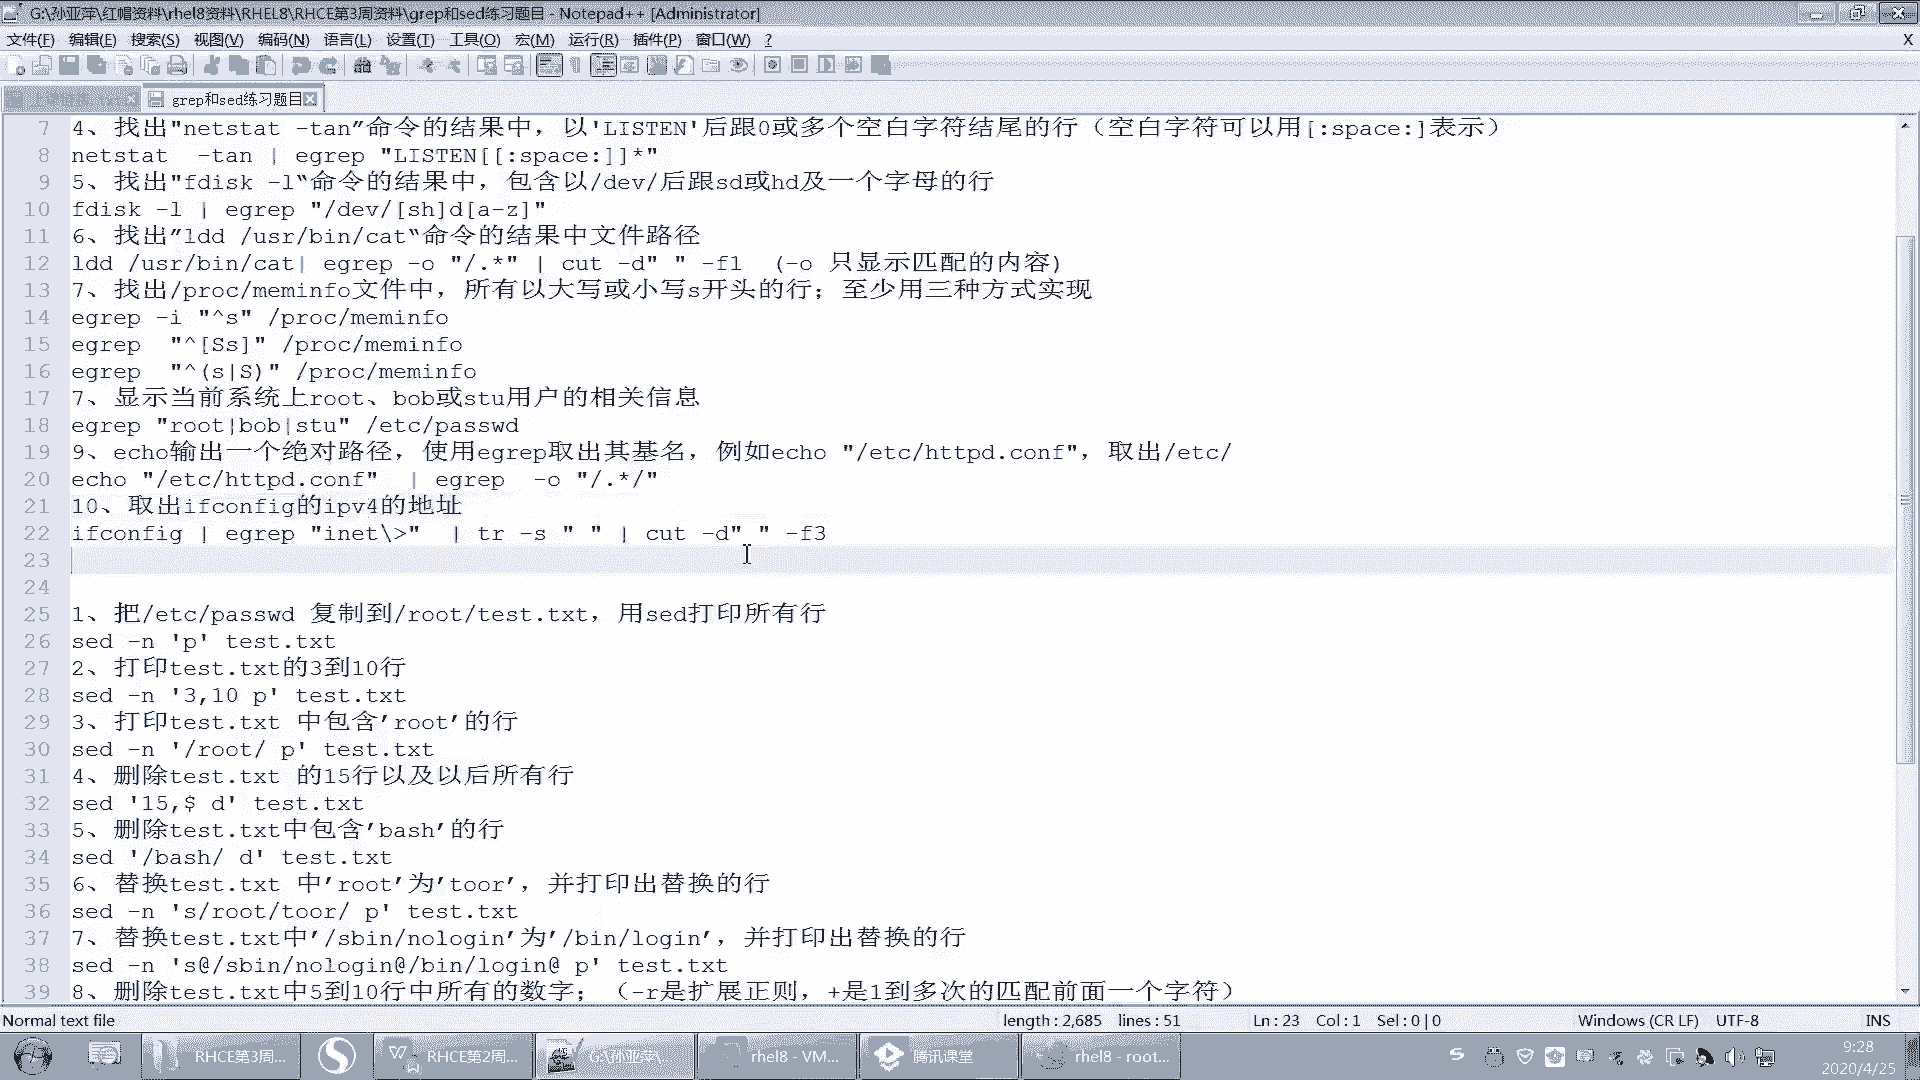 G:\孙亚萍\红帽资料\rhel8资料\RHEL8\RHCE第3周资料\grep和sed练习题目 - Notepad++ [Administrator]
文件(F) 编辑(E) 搜索(S) 视图(V) 编码(N) 语言(L) 设置(T) 工具(O) 宏(M) 运行(R) 插件(P) 窗口(W) ? X
grep和sed练习题目
7 4、找出"netstat -tan”命令的结果中，以'LISTEN'后跟0或多个空白字符结尾的行（空白字符可以用[:space:]表示）
8 netstat  -tan | egrep "LISTEN[[:space:]]*"
9 5、找出"fdisk -l“命令的结果中，包含以/dev/后跟sd或hd及一个字母的行
10 fdisk -l | egrep "/dev/[sh]d[a-z]"
11 6、找出”ldd /usr/bin/cat“命令的结果中文件路径
12 ldd /usr/bin/cat| egrep -o "/.*" | cut -d" " -f1  (-o 只显示匹配的内容)
13 7、找出/proc/meminfo文件中，所有以大写或小写s开头的行；至少用三种方式实现
14 egrep -i "^s" /proc/meminfo
15 egrep  "^[Ss]" /proc/meminfo
16 egrep  "^(s|S)" /proc/meminfo
17 7、显示当前系统上root、bob或stu用户的相关信息
18 egrep "root|bob|stu" /etc/passwd
19 9、echo输出一个绝对路径，使用egrep取出其基名，例如echo "/etc/httpd.conf"，取出/etc/
20 echo "/etc/httpd.conf"  | egrep  -o "/.*/"
21 10、取出ifconfig的ipv4的地址
22 ifconfig | egrep "inet\>"  | tr -s " " | cut -d" " -f3
23
24
25 1、把/etc/passwd 复制到/root/test.txt，用sed打印所有行
26 sed -n 'p' test.txt
27 2、打印test.txt的3到10行
28 sed -n '3,10 p' test.txt
29 3、打印test.txt 中包含’root’的行
30 sed -n '/root/ p' test.txt
31 4、删除test.txt 的15行以及以后所有行
32 sed '15,$ d' test.txt
33 5、删除test.txt中包含’bash’的行
34 sed '/bash/ d' test.txt
35 6、替换test.txt 中’root’为’toor’，并打印出替换的行
36 sed -n 's/root/toor/ p' test.txt
37 7、替换test.txt中’/sbin/nologin’为’/bin/login’，并打印出替换的行
38 sed -n 's@/sbin/nologin@/bin/login@ p' test.txt
39 8、删除test.txt中5到10行中所有的数字；（-r是扩展正则，+是1到多次的匹配前面一个字符）
Normal text file length : 2,685 lines : 51 Ln : 23 Col : 1 Sel : 0 | 0 Windows (CR LF) UTF-8 INS
RHCE第3周... RHCE第2周... G:\孙亚萍\... rhel8 - VM... 腾讯课堂 rhel8 - root... 9:28
2020/4/25